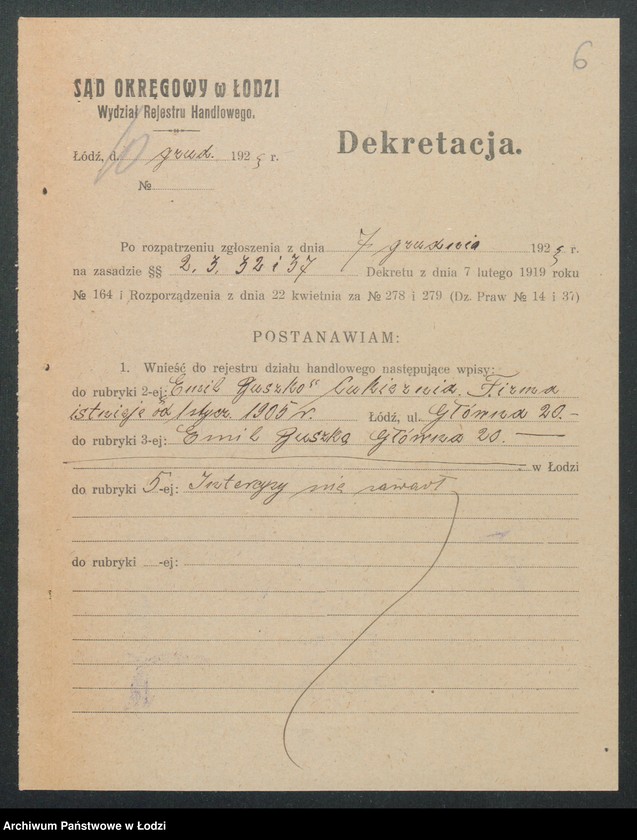 6
SĄD OKRĘGOWY w ŁODZI
Wydział Rejestru Handlowego.
Dekretacja.
Łódź, d. 10 grud. 1925 r.
№
Po rozpatrzeniu zgłoszenia z dnia 7 grudnia 1925 r.
na zasadzie §§ 2, 3, 32 i 37 Dekretu z dnia 7 lutego 1919 roku
№ 164 i Rozporządzenia z dnia 22 kwietnia za № 278 i 279 (Dz. Praw № 14 i 37)
POSTANAWIAM:
1. Wnieść do rejestru działu handlowego następujące wpisy:
do rubryki 2-ej: „Emil Cukiernia. Firma
istnieje od 1 stycz. 1905 r. Łódź, ul. Główna 20.-
do rubryki 3-ej: Emil Główna 20. —
w Łodzi
do rubryki 5-ej: Intercyzy nie zawarł
do rubryki -ej:
Archiwum Państwowe w Łodzi